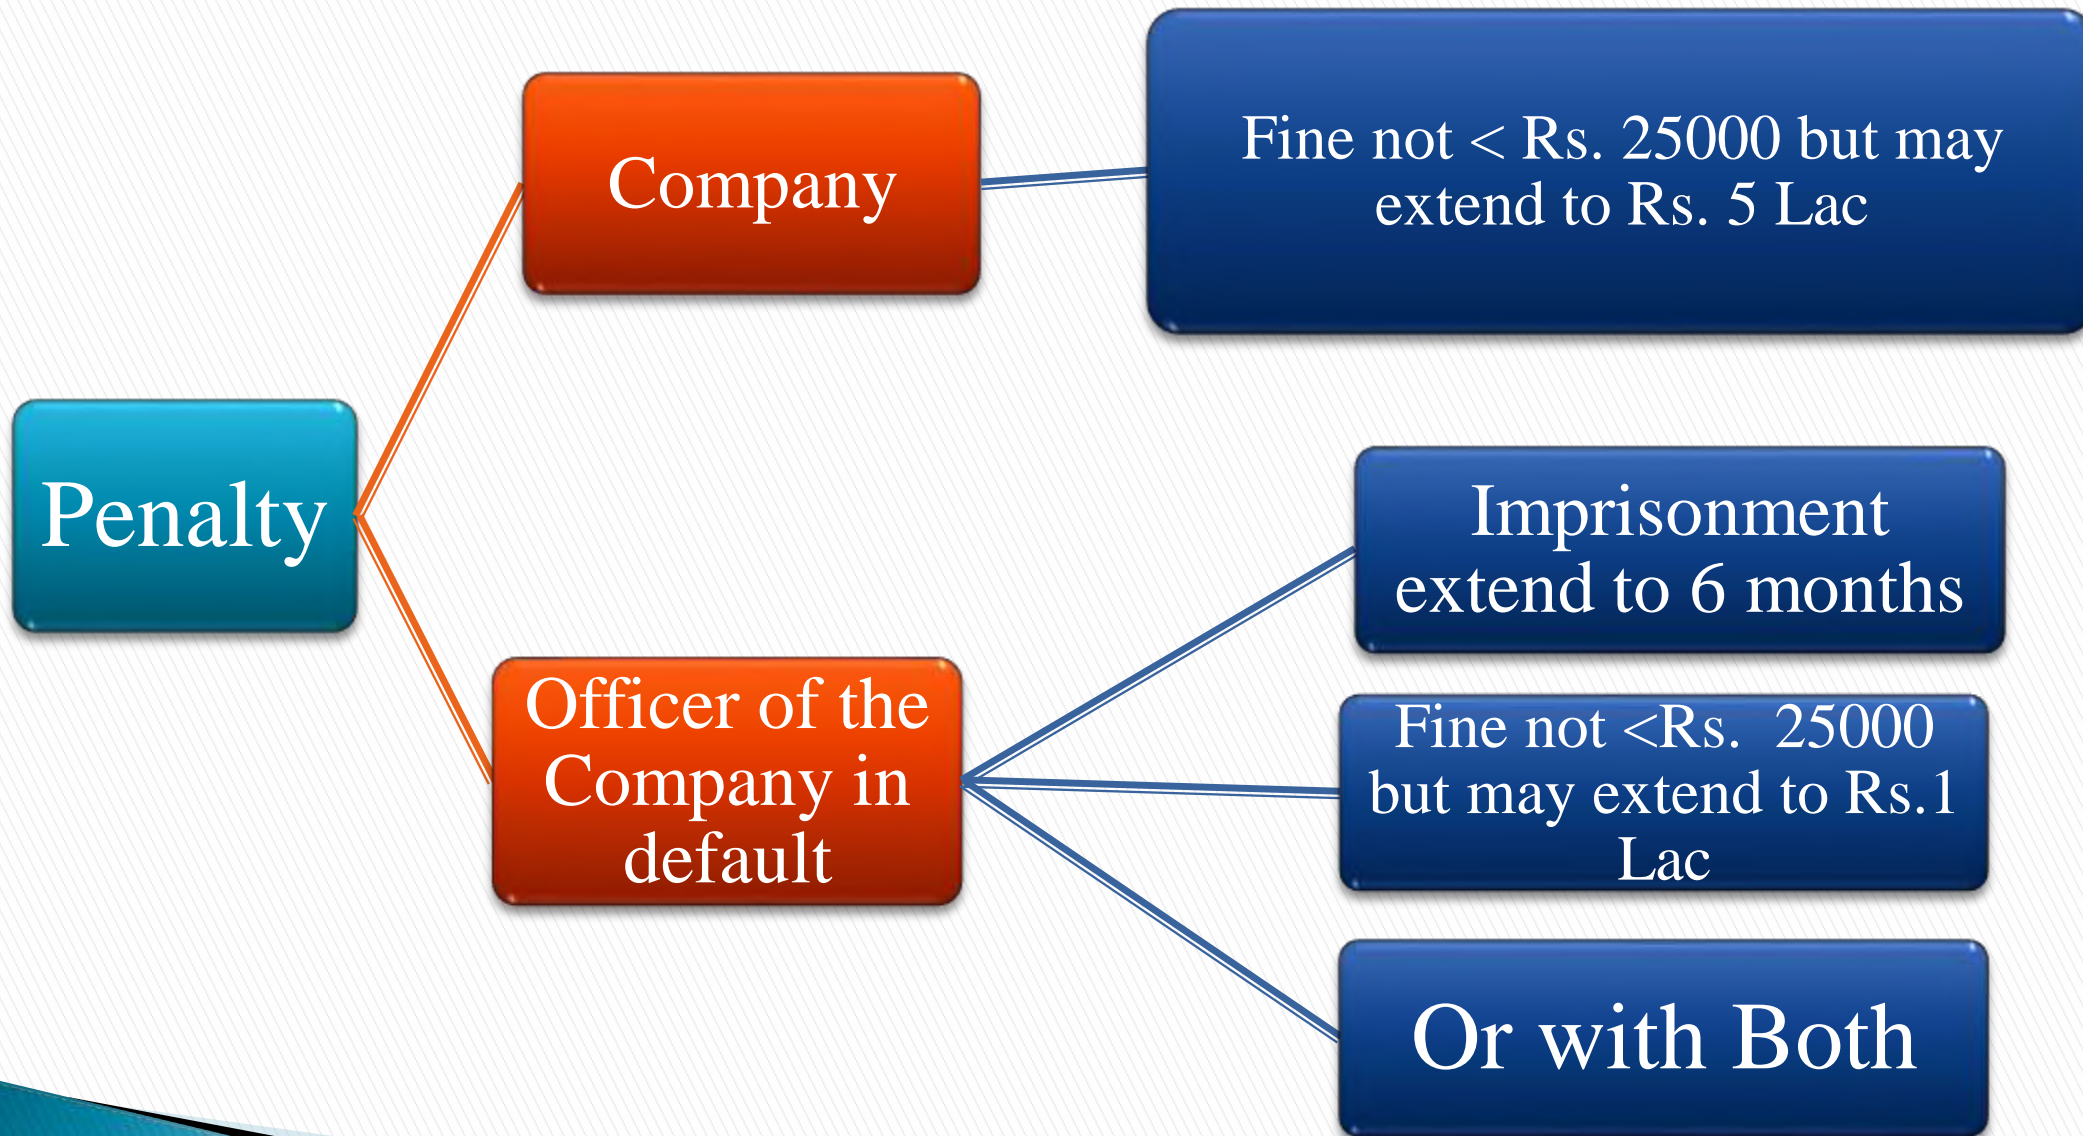 Penalty
Company
Fine not < Rs. 25000 but may
extend to Rs. 5 Lac
Officer of the
Company in
default
Imprisonment
extend to 6 months
Fine not <Rs. 25000
but may extend to Rs.1
Lac
Or with Both